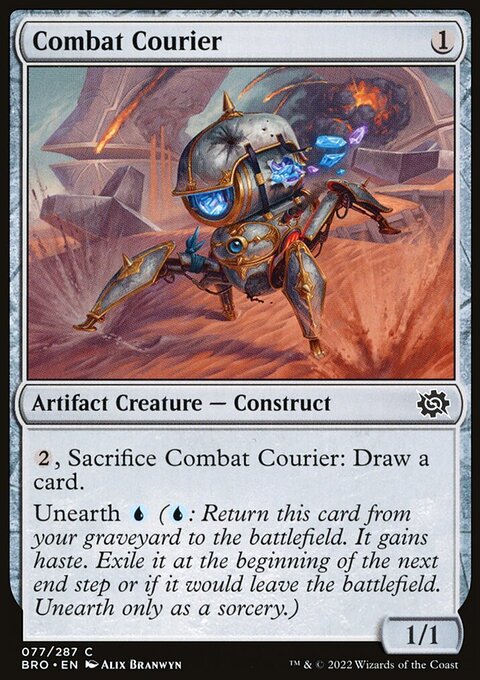 Combat Courier 1
Artifact Creature — Construct
2, Sacrifice Combat Courier: Draw a
card.
Unearth (: Return this card from
your graveyard to the battlefield. It gains
haste. Exile it at the beginning of the next
end step or if it would leave the battlefield.
Unearth only as a sorcery.)
1/1
077/287 C
BRO • EN Alix Branwyn
™ & © 2022 Wizards of the Coast